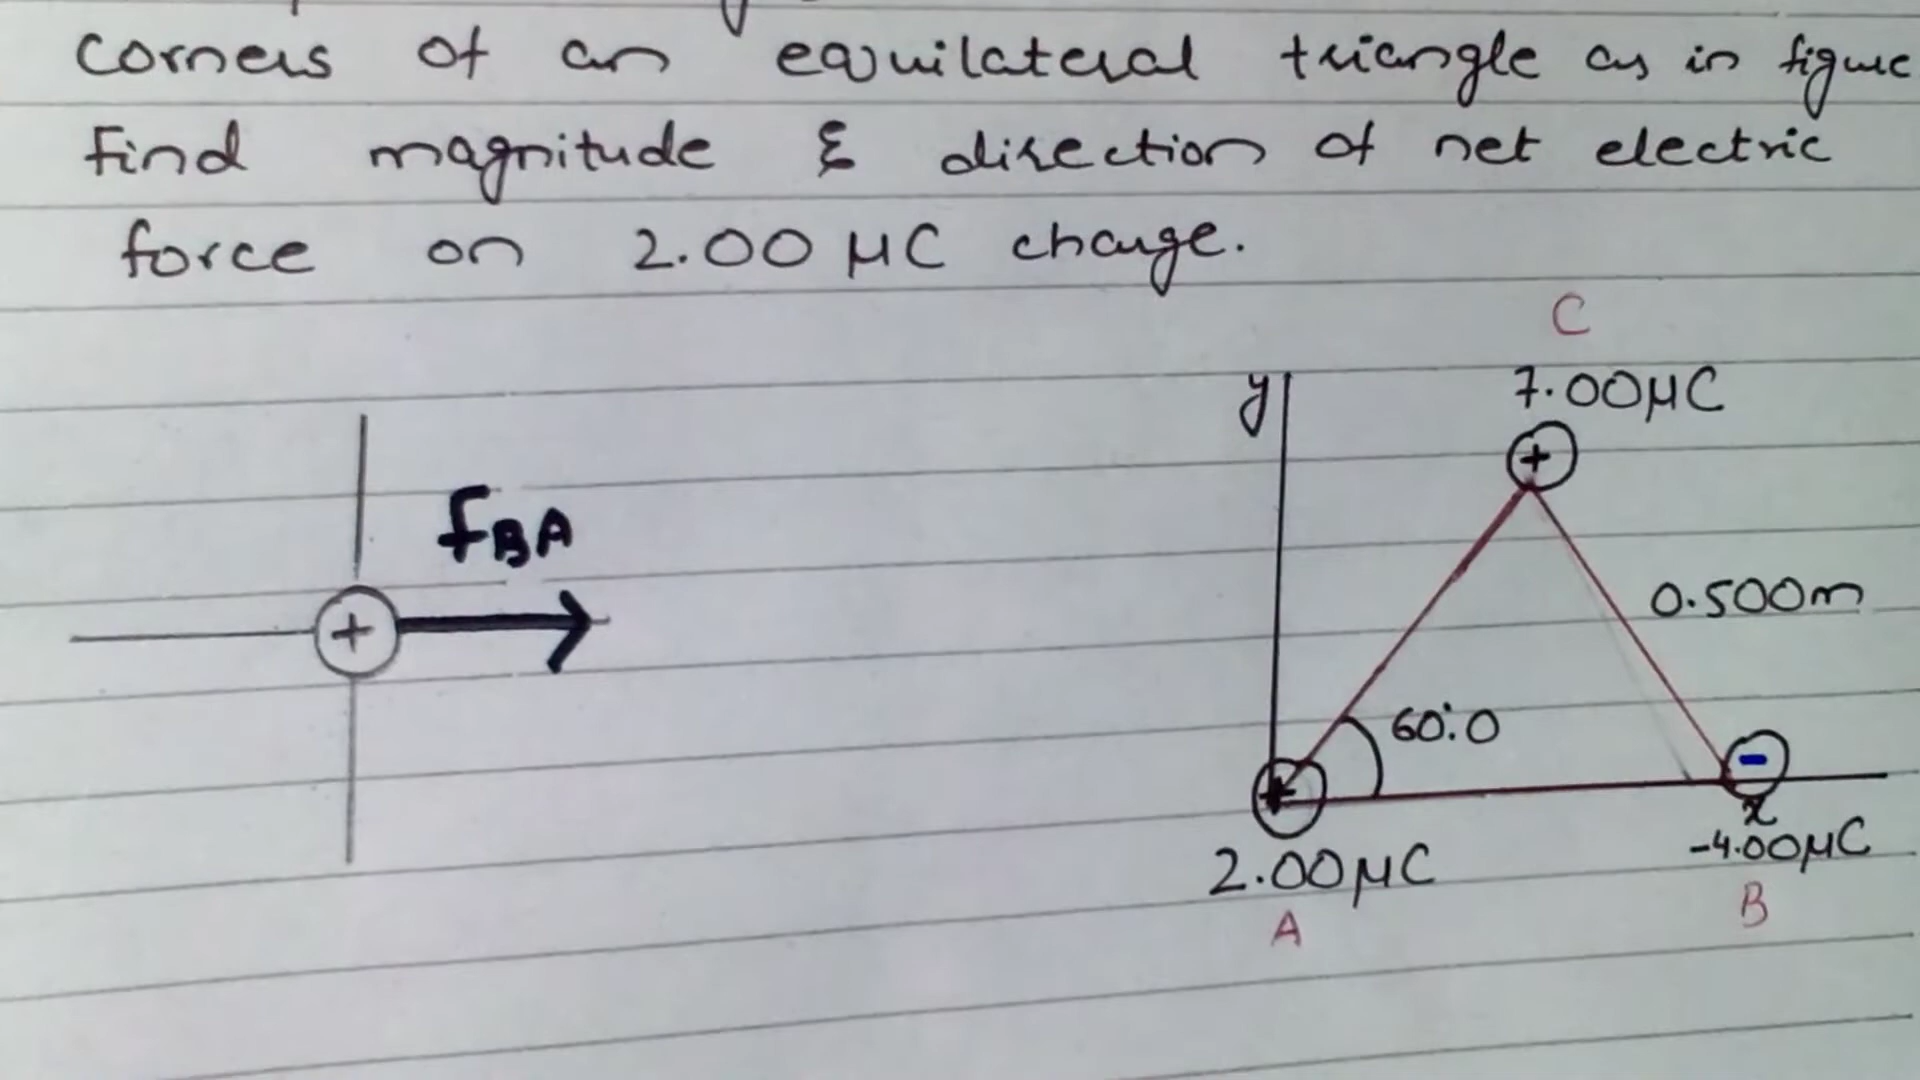 corners of an equilateral triangle as in figure
Find magnitude & direction of net electric
force on 2.00 μC charge.
C
7.00μC
y
+
FBA
+
0.500m
60.°0
+
-
x
2.00μC
-4.00μC
A
B